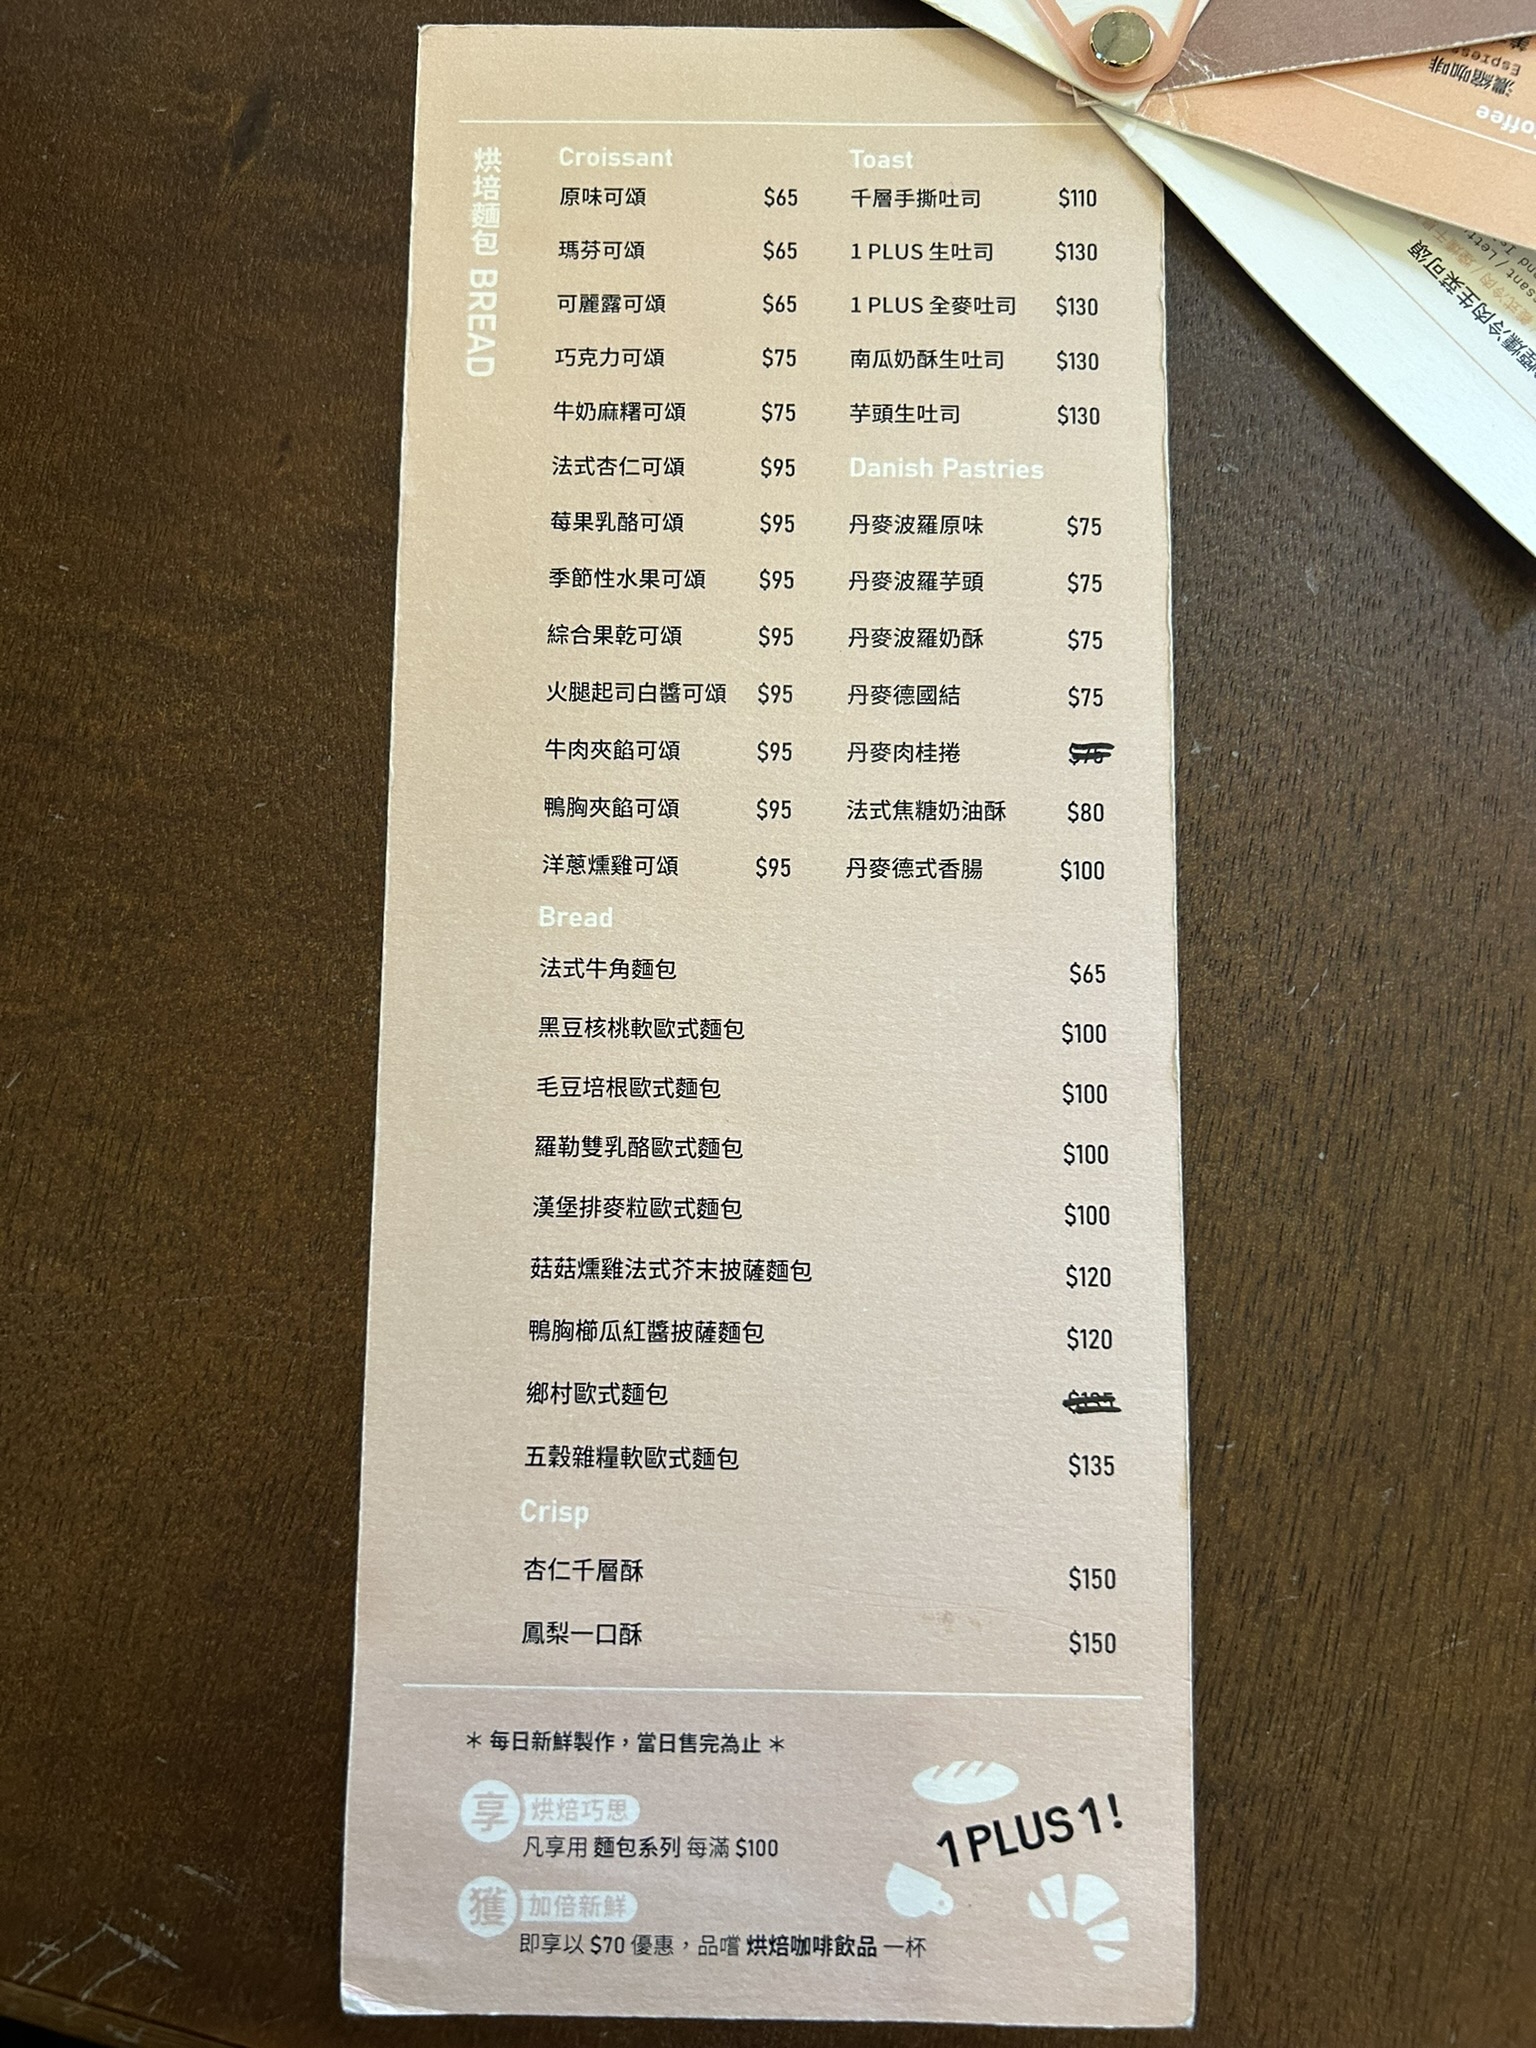 烘培麵包 BREAD
Croissant
原味可頌 $65
瑪芬可頌 $65
可麗露可頌 $65
巧克力可頌 $75
牛奶麻糬可頌 $75
法式杏仁可頌 $95
莓果乳酪可頌 $95
季節性水果可頌 $95
綜合果乾可頌 $95
火腿起司白醬可頌 $95
牛肉夾餡可頌 $95
鴨胸夾餡可頌 $95
洋蔥燻雞可頌 $95
Toast
千層手撕吐司 $110
1 PLUS 生吐司 $130
1 PLUS 全麥吐司 $130
南瓜奶酥生吐司 $130
芋頭生吐司 $130
Danish Pastries
丹麥波羅原味 $75
丹麥波羅芋頭 $75
丹麥波羅奶酥 $75
丹麥德國結 $75
丹麥肉桂捲
法式焦糖奶油酥 $80
丹麥德式香腸 $100
Bread
法式牛角麵包 $65
黑豆核桃軟歐式麵包 $100
毛豆培根歐式麵包 $100
羅勒雙乳酪歐式麵包 $100
漢堡排麥粒歐式麵包 $100
菇菇燻雞法式芥末披薩麵包 $120
鴨胸櫛瓜紅醬披薩麵包 $120
鄉村歐式麵包
五穀雜糧軟歐式麵包 $135
Crisp
杏仁千層酥 $150
鳳梨一口酥 $150
＊ 每日新鮮製作，當日售完為止 ＊
享 烘焙巧思
凡享用 麵包系列 每滿 $100
獲 加倍新鮮
即享以 $70 優惠，品嚐 烘焙咖啡飲品 一杯
1 PLUS 1 !
濃縮咖啡
煙燻冷肉生菜可頌